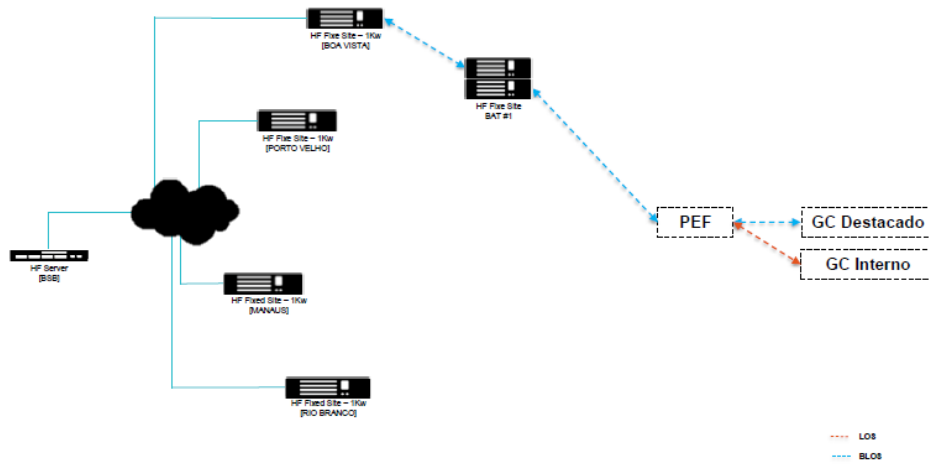 HF Fixe Site – 1Kw
[BOA VISTA]
HF Fixe Site
BAT #1
HF Fixe Site – 1Kw
[PORTO VELHO]
PEF
GC Destacado
GC Interno
HF Server
[BSB]
HF Fixed Site – 1Kw
[MANAUS]
HF Fixed Site – 1Kw
[RIO BRANCO]
LOS
BLOS